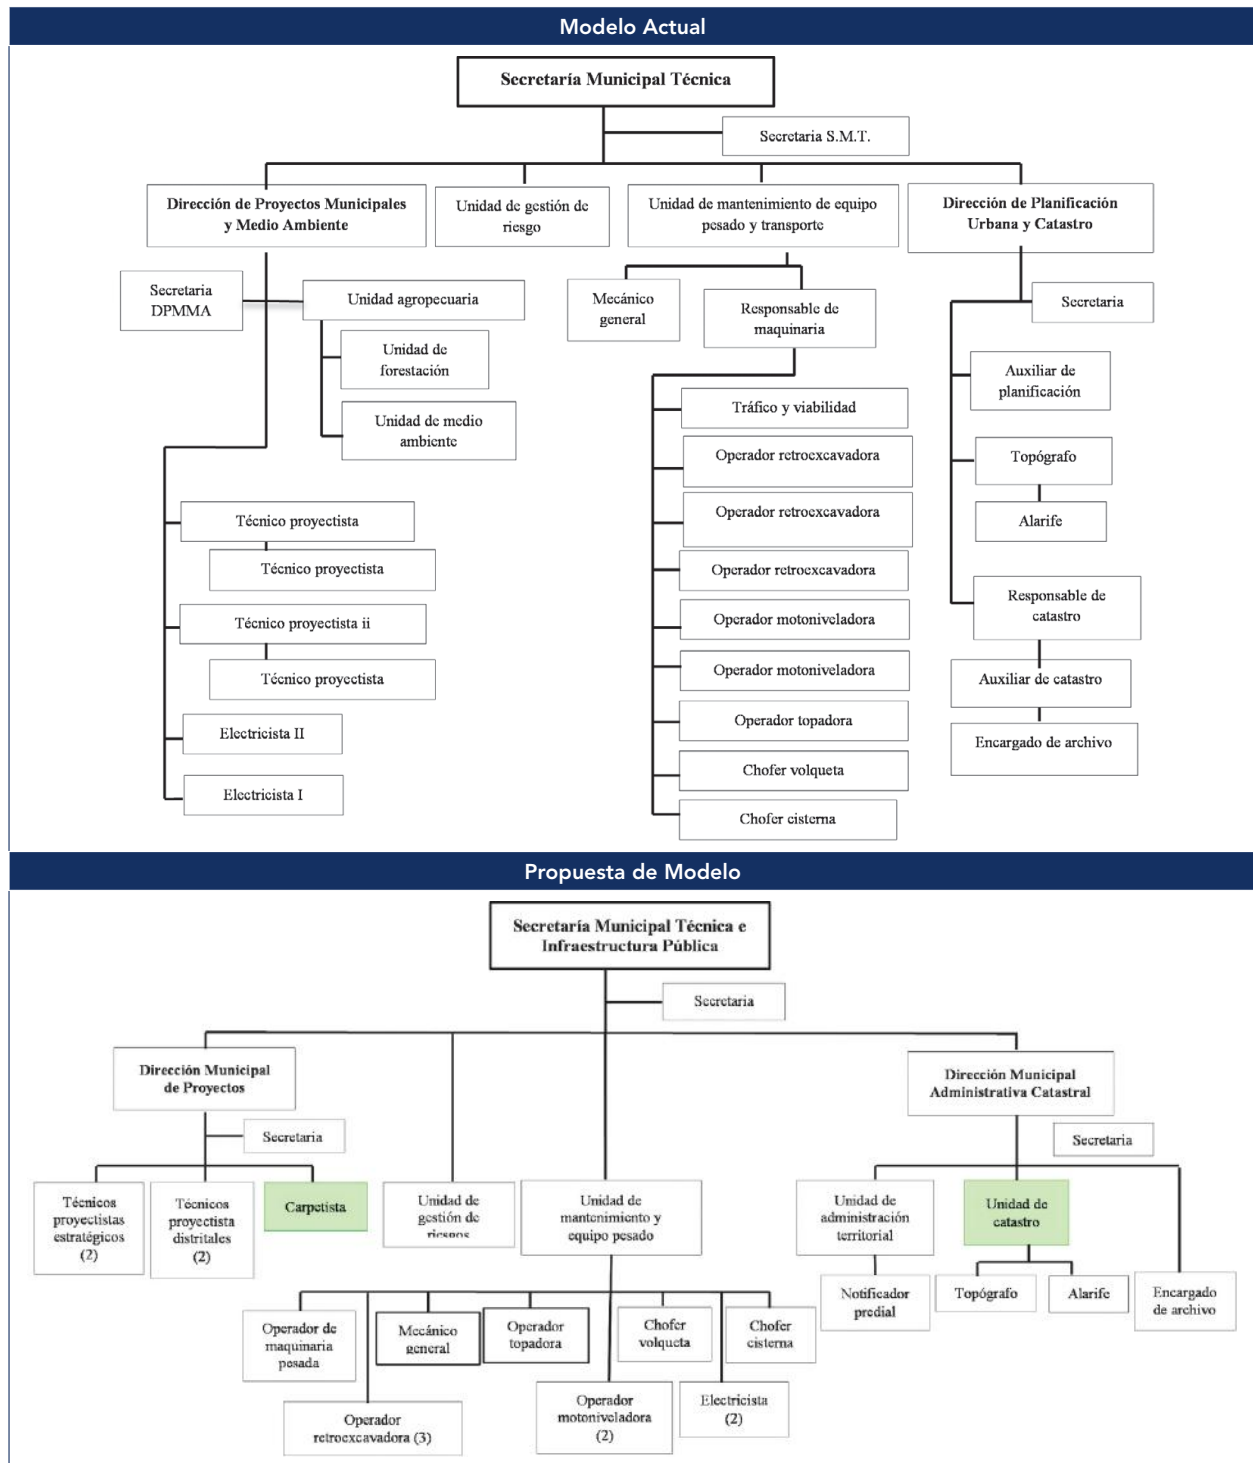 Modelo Actual
Secretaría Municipal Técnica
Secretaria S.M.T.
Dirección de Proyectos Municipales
y Medio Ambiente
Unidad de gestión de
riesgo
Unidad de mantenimiento de equipo
pesado y transporte
Dirección de Planificación
Urbana y Catastro
Secretaria
DPMMA
Unidad agropecuaria
Unidad de
forestación
Unidad de medio
ambiente
Técnico proyectista
Técnico proyectista
Técnico proyectista ii
Técnico proyectista
Electricista II
Electricista I
Mecánico
general
Responsable de
maquinaria
Tráfico y viabilidad
Operador retroexcavadora
Operador retroexcavadora
Operador retroexcavadora
Operador motoniveladora
Operador motoniveladora
Operador topadora
Chofer volqueta
Chofer cisterna
Secretaria
Auxiliar de
planificación
Topógrafo
Alarife
Responsable de
catastro
Auxiliar de catastro
Encargado de archivo
Propuesta de Modelo
Secretaría Municipal Técnica e
Infraestructura Pública
Secretaria
Dirección Municipal
de Proyectos
Secretaria
Técnicos
proyectistas
estratégicos
(2)
Técnicos
proyectista
distritales
(2)
Carpetista
Unidad de
gestión de
riesgos
Unidad de
mantenimiento y
equipo pesado
Operador de
maquinaria
pesada
Mecánico
general
Operador
topadora
Chofer
volqueta
Chofer
cisterna
Operador
retroexcavadora (3)
Operador
motoniveladora
(2)
Electricista
(2)
Dirección Municipal
Administrativa Catastral
Secretaria
Unidad de
administración
territorial
Unidad de
catastro
Notificador
predial
Topógrafo
Alarife
Encargado
de archivo